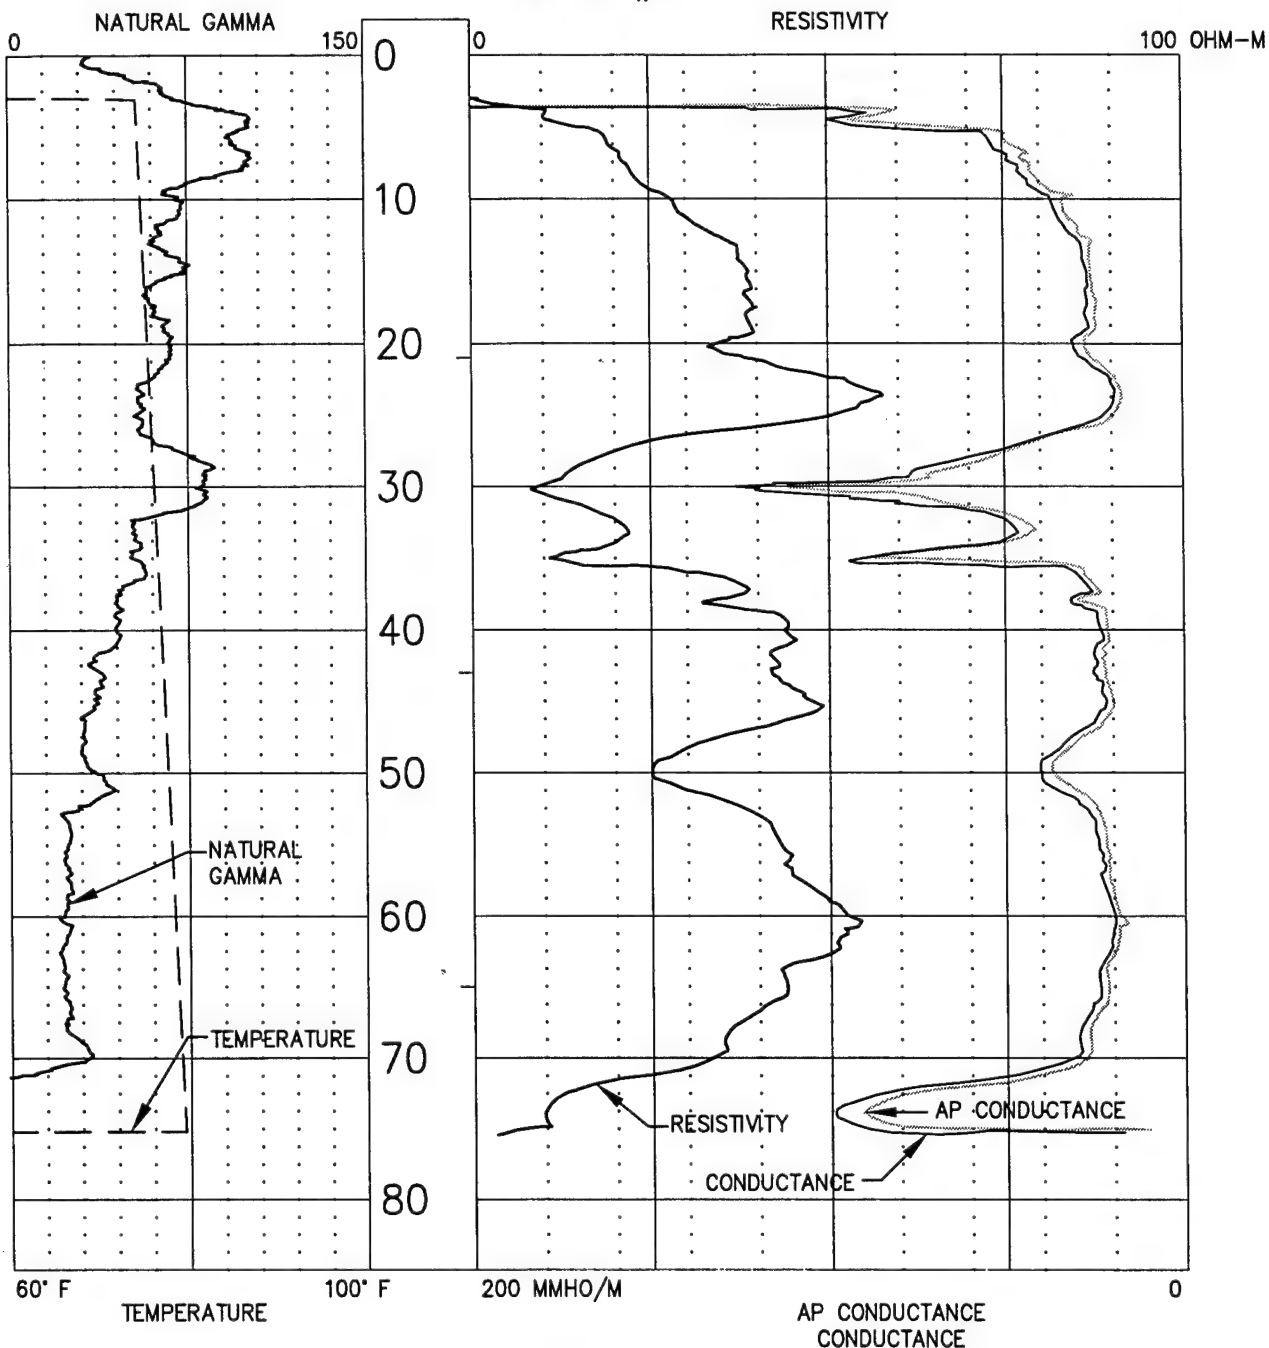 NATURAL GAMMA
RESISTIVITY
0
150
0
100 OHM-M
0
10
20
30
40
50
60
70
80
NATURAL
GAMMA
TEMPERATURE
RESISTIVITY
AP CONDUCTANCE
CONDUCTANCE
60° F
100° F
200 MMHO/M
0
TEMPERATURE
AP CONDUCTANCE
CONDUCTANCE